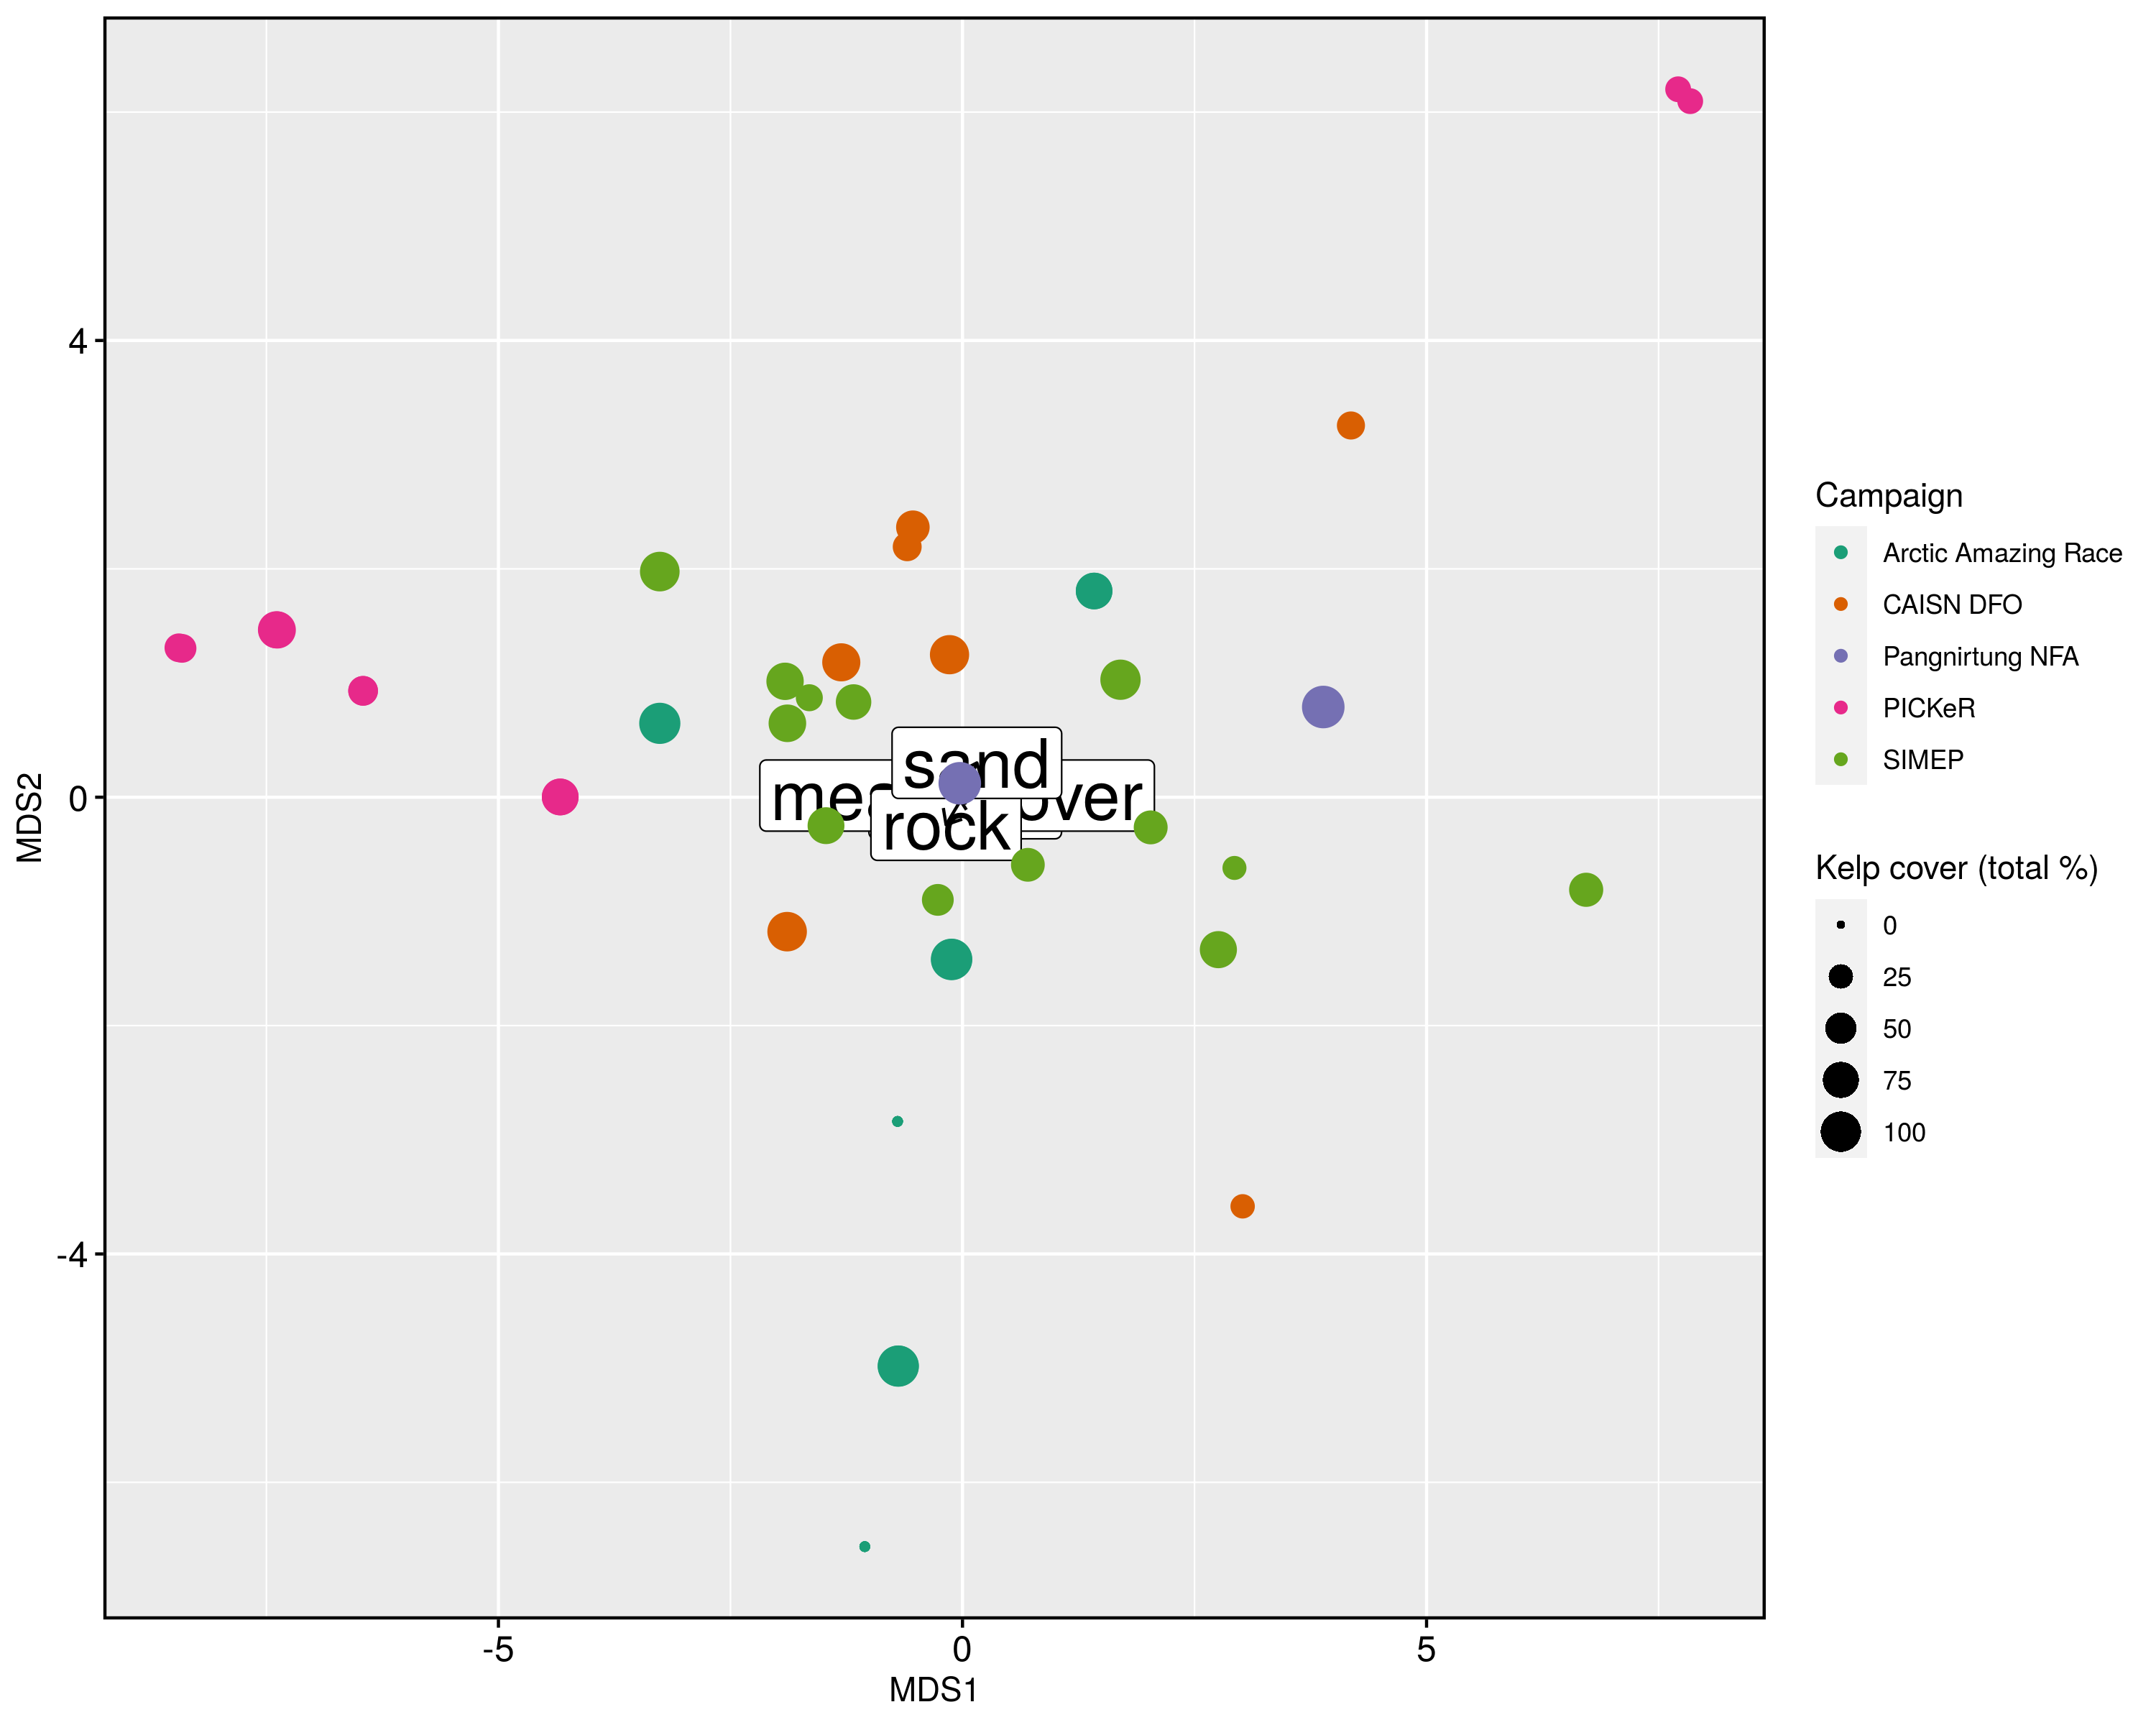 4
0
-4
MDS2
sand
rock
-5
0
5
MDS1
Campaign
Arctic Amazing Race
CAISN DFO
Pangnirtung NFA
PICKeR
SIMEP
Kelp cover (total %)
0
25
50
75
100